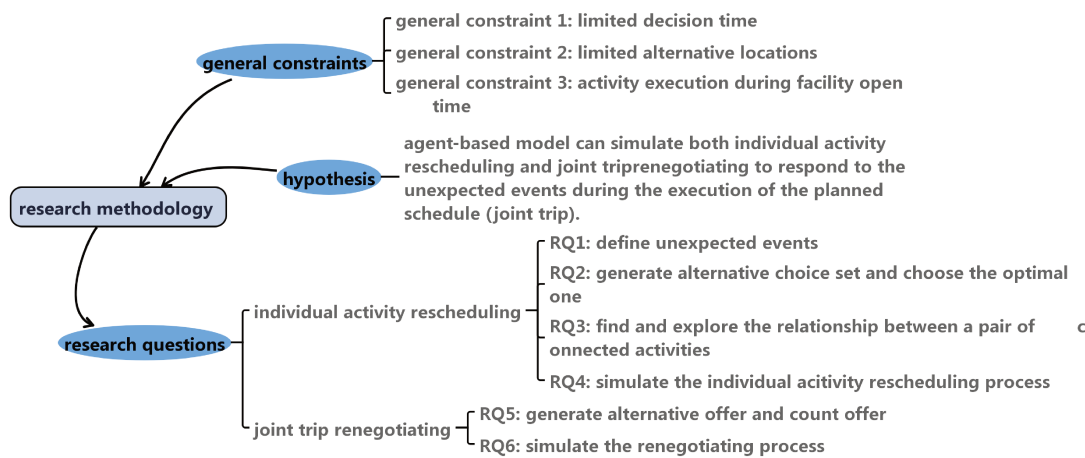 general constraint 1: limited decision time
general constraint 2: limited alternative locations
general constraints
general constraint 3: activity execution during facility open
time
agent-based model can simulate both individual activity
rescheduling and joint triprenegotiating to respond to the
hypothesis
unexpected events during the execution of the planned
schedule (joint trip).
research methodology
RQ1: define unexpected events
RQ2: generate alternative choice set and choose the optimal
one
individual activity rescheduling
RQ3: find and explore the relationship between a pair of c
onnected activities
research questions
RQ4: simulate the individual acitivity rescheduling process
RQ5: generate alternative offer and count offer
joint trip renegotiating
RQ6: simulate the renegotiating process